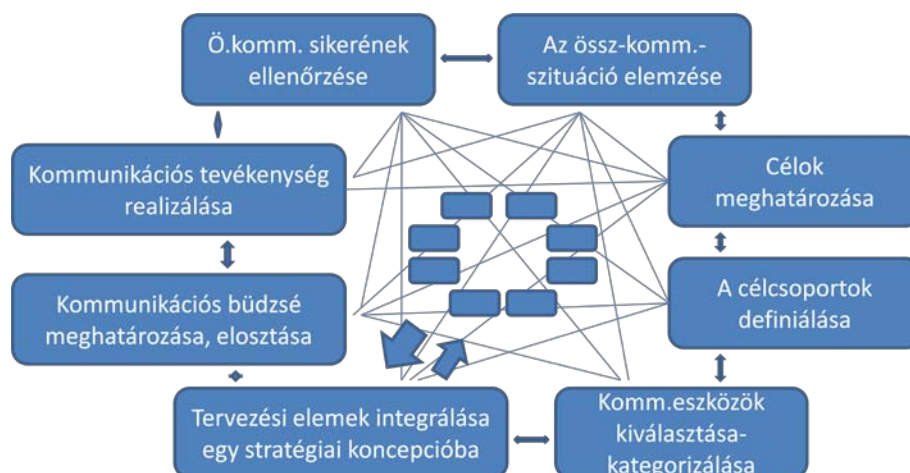 Ö.komm. sikerének
ellenőrzése
Az össz-komm.-
szituáció elemzése
Kommunikációs tevékenység
realizálása
Célok
meghatározása
Kommunikációs büdzsé
meghatározása, elosztása
A célcsoportok
definiálása
Tervezési elemek integrálása
egy stratégiai koncepcióba
Komm.eszközök
kiválasztása-
kategorizálása